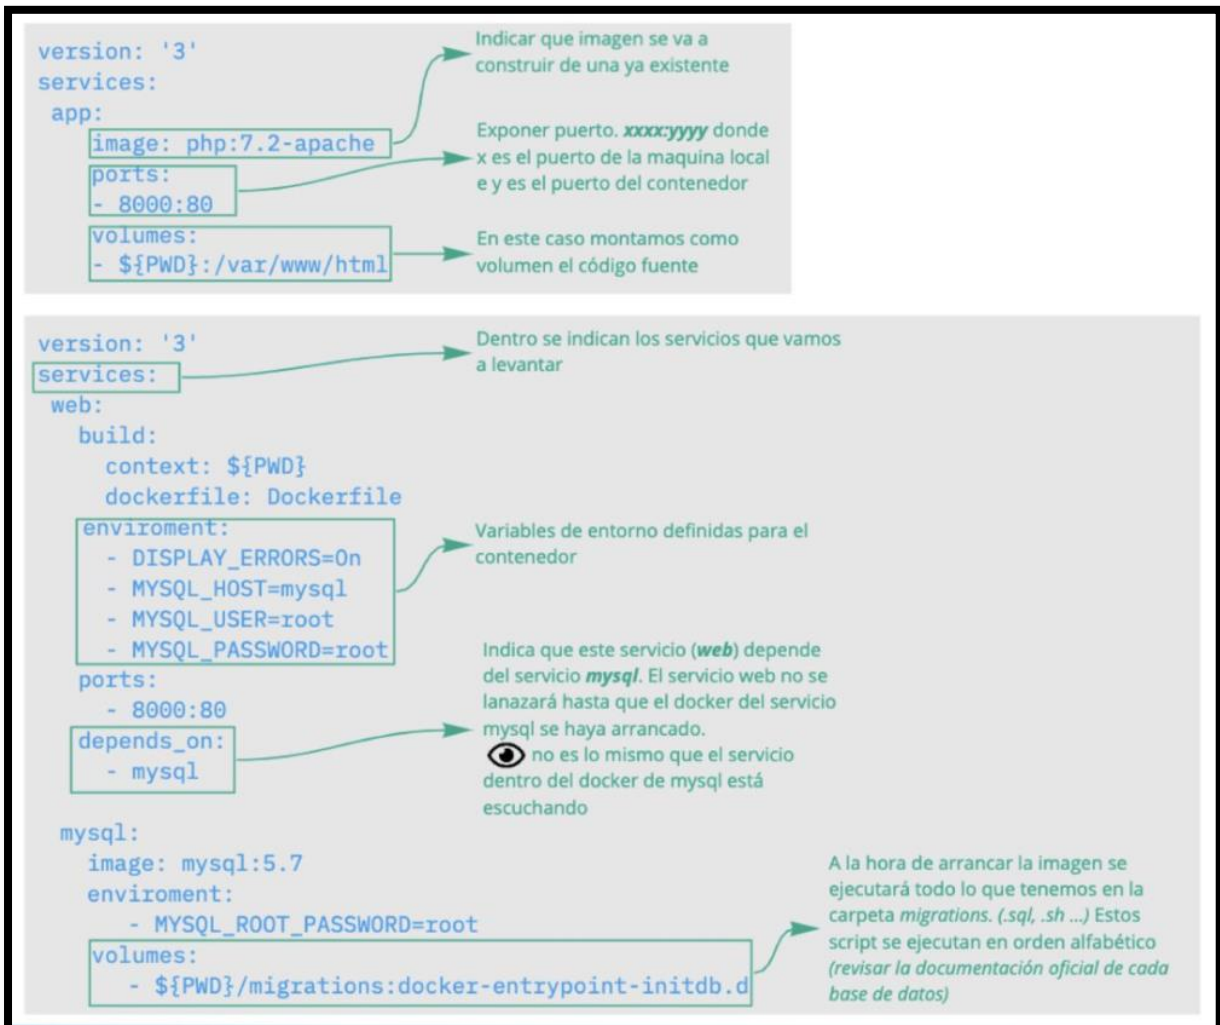 version: '3'
services:
app:
image: php:7.2-apache
ports:
- 8000:80
volumes:
- ${PWD}:/var/www/html
Indicar que imagen se va a
construir de una ya existente
Exponer puerto. xxxx:yyyy donde
x es el puerto de la maquina local
e y es el puerto del contenedor
En este caso montamos como
volumen el código fuente
version: '3'
services:
web:
build:
context: ${PWD}
dockerfile: Dockerfile
enviroment:
- DISPLAY_ERRORS=On
- MYSQL_HOST=mysql
- MYSQL_USER=root
- MYSQL_PASSWORD=root
ports:
- 8000:80
depends_on:
- mysql
mysql:
image: mysql:5.7
enviroment:
- MYSQL_ROOT_PASSWORD=root
volumes:
- ${PWD}/migrations:docker-entrypoint-initdb.d
Dentro se indican los servicios que vamos
a levantar
Variables de entorno definidas para el
contenedor
Indica que este servicio (web) depende
del servicio mysql. El servicio web no se
lanazará hasta que el docker del servicio
mysql se haya arrancado.
no es lo mismo que el servicio
dentro del docker de mysql está
escuchando
A la hora de arrancar la imagen se
ejecutará todo lo que tenemos en la
carpeta migrations. (.sql, .sh ...) Estos
script se ejecutan en orden alfabético
(revisar la documentación oficial de cada
base de datos)